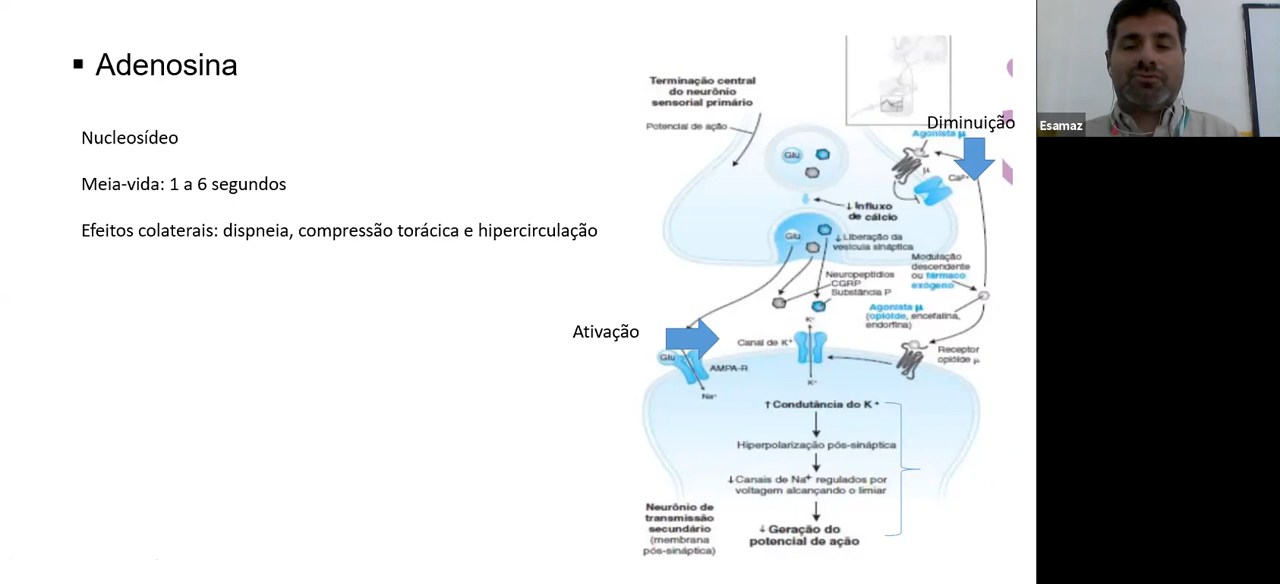 ▪ Adenosina
Nucleosídeo
Meia-vida: 1 a 6 segundos
Efeitos colaterais: dispneia, compressão torácica e hipercirculação
Terminação central
do neurônio
sensorial primário
Potencial de ação
Glu
Diminuição
Agonista µ
µ
Ca²⁺
↓ Influxo
de cálcio
Glu
↓ Liberação da
vesícula sináptica
Modulação
descendente
ou fármaco
exógeno
Neuropeptídios
CGRP
Substância P
Agonista µ
(opióide, encefalina,
endorfina)
Ativação
K⁺
Canal de K⁺
Glu
AMPA-R
Receptor
opióide µ
Na⁺
K⁺
↑ Condutância do K⁺
Hiperpolarização pós-sináptica
↓ Canais de Na⁺ regulados por
voltagem alcançando o limiar
↓ Geração do
potencial de ação
Neurônio de
transmissão
secundário
(membrana
pós-sináptica)
Esamaz